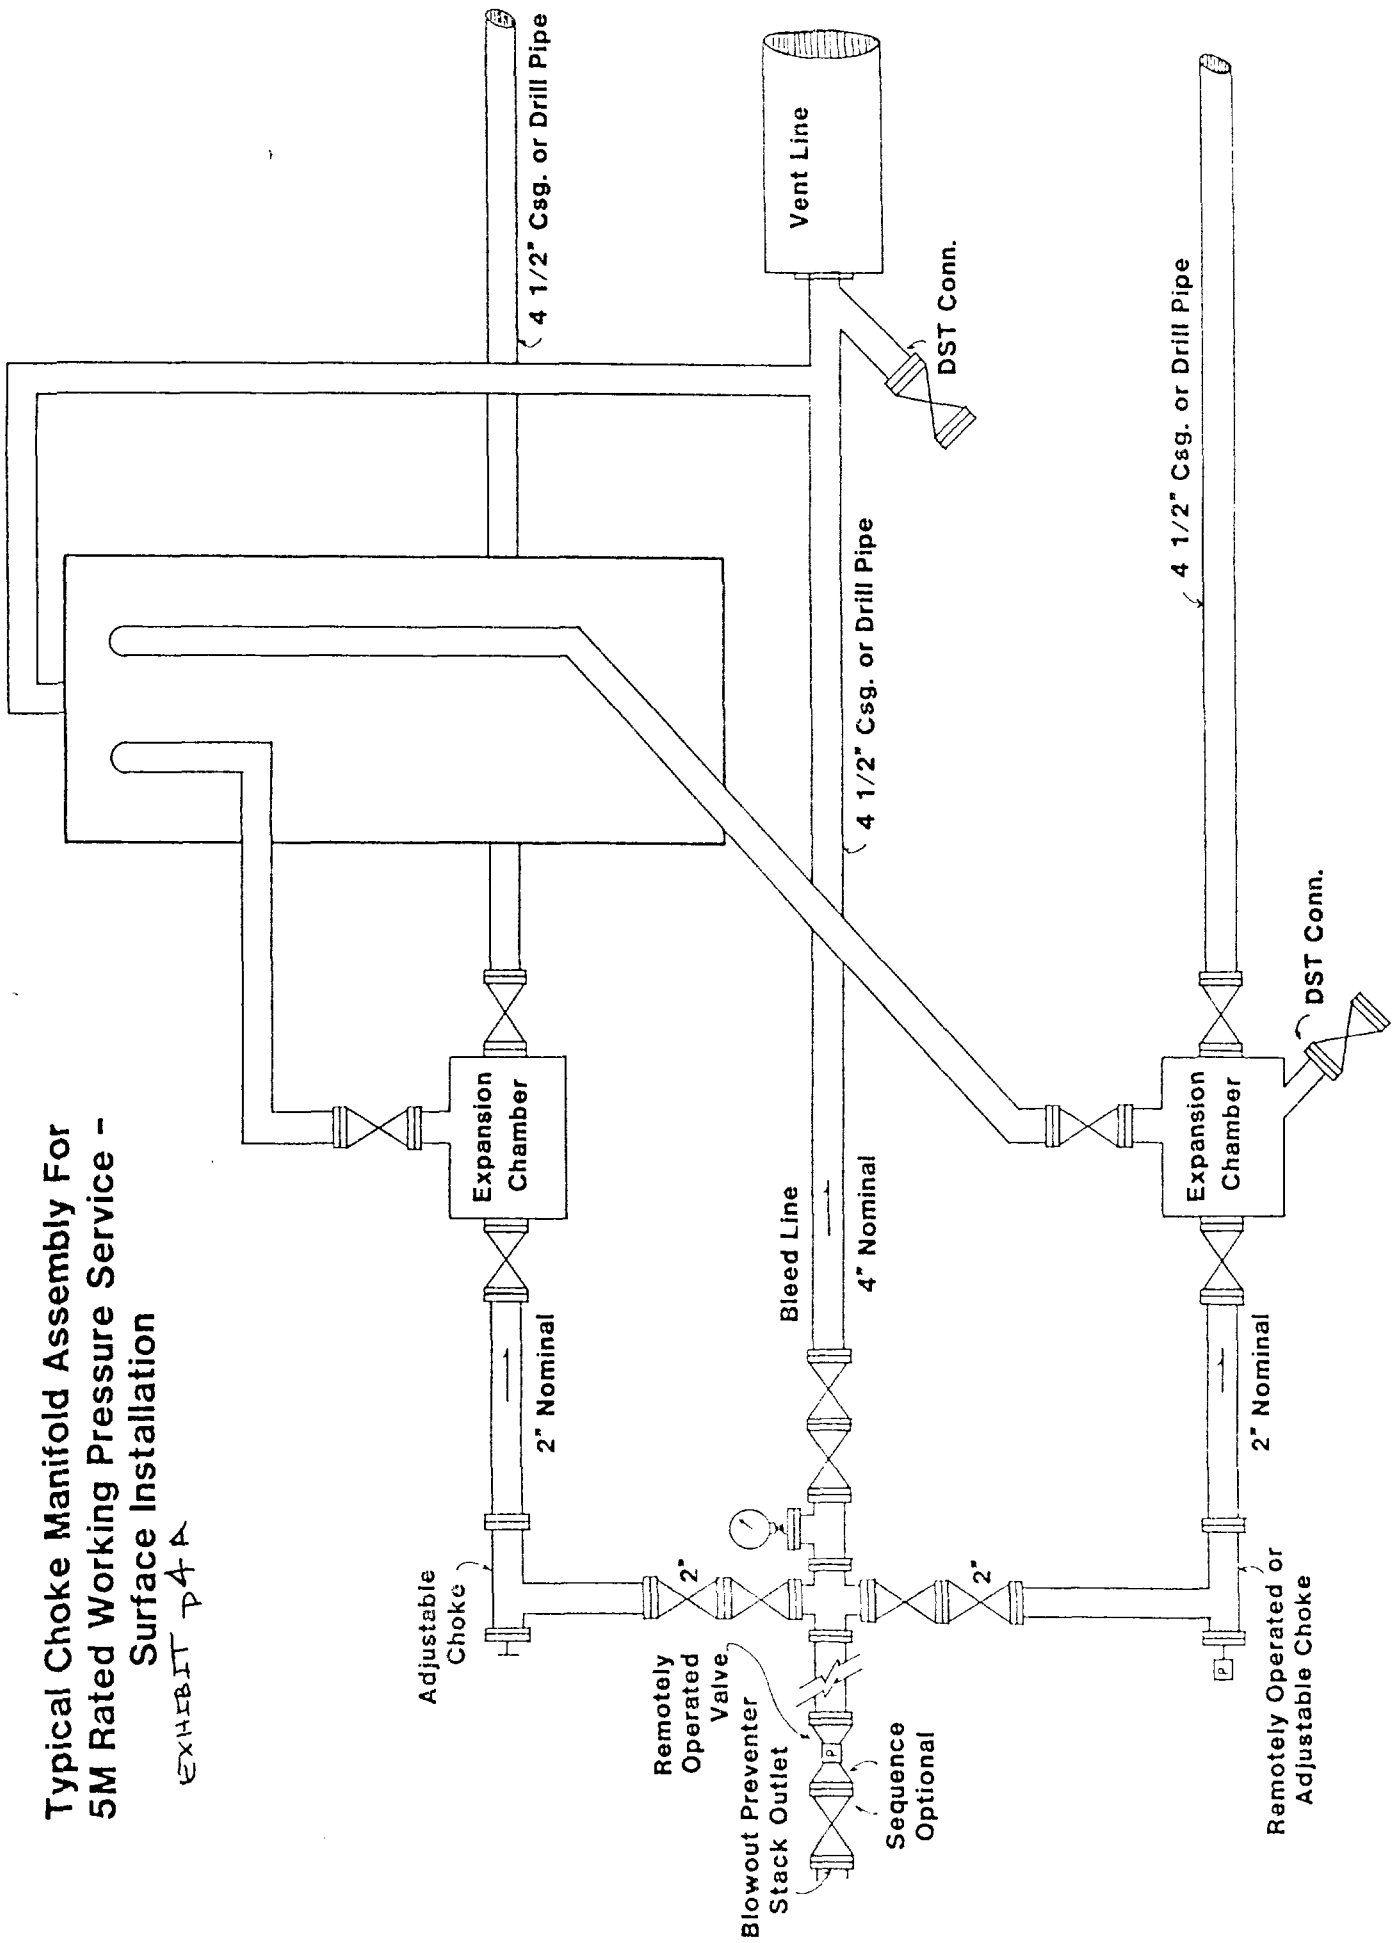 Typical Choke Manifold Assembly For
5M Rated Working Pressure Service -
Surface Installation
EXHIBIT P4A
Adjustable
Choke
2" Nominal
Expansion
Chamber
4 1/2" Csg. or Drill Pipe
2"
Remotely
Operated
Valve
Blowout Preventer
Stack Outlet
P
Sequence
Optional
Bleed Line
4" Nominal
4 1/2" Csg. or Drill Pipe
Vent Line
DST Conn.
2"
P
Remotely Operated or
Adjustable Choke
2" Nominal
Expansion
Chamber
DST Conn.
4 1/2" Csg. or Drill Pipe